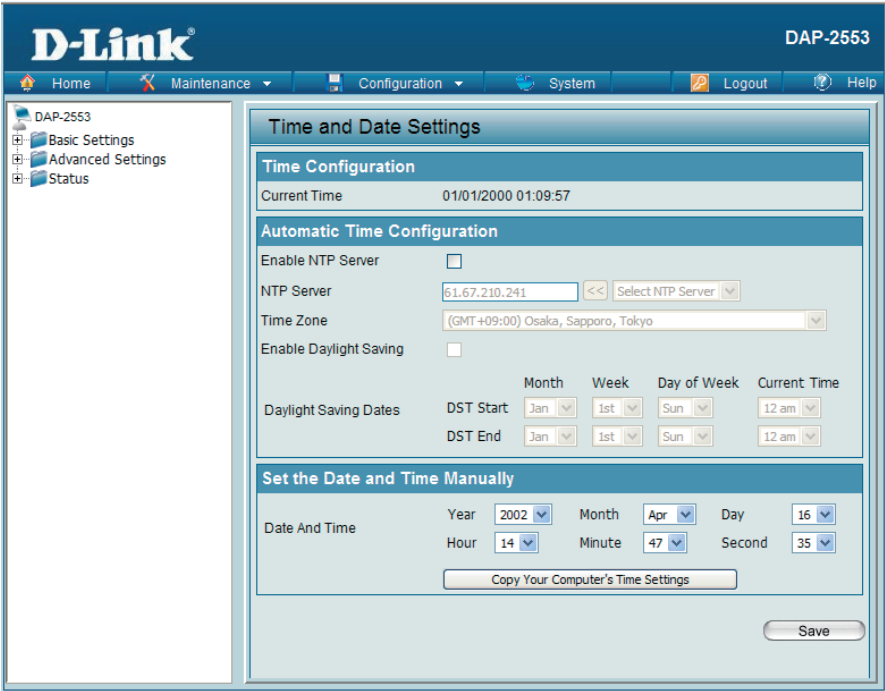 D-Link®
DAP-2553
Home Maintenance Configuration System Logout Help
DAP-2553
Basic Settings
Advanced Settings
Status
Time and Date Settings
Time Configuration
Current Time 01/01/2000 01:09:57
Automatic Time Configuration
Enable NTP Server
NTP Server 61.67.210.241 << Select NTP Server
Time Zone (GMT+09:00) Osaka, Sapporo, Tokyo
Enable Daylight Saving
Month Week Day of Week Current Time
Daylight Saving Dates DST Start Jan 1st Sun 12 am
DST End Jan 1st Sun 12 am
Set the Date and Time Manually
Date And Time
Year 2002 Month Apr Day 16
Hour 14 Minute 47 Second 35
Copy Your Computer's Time Settings
Save